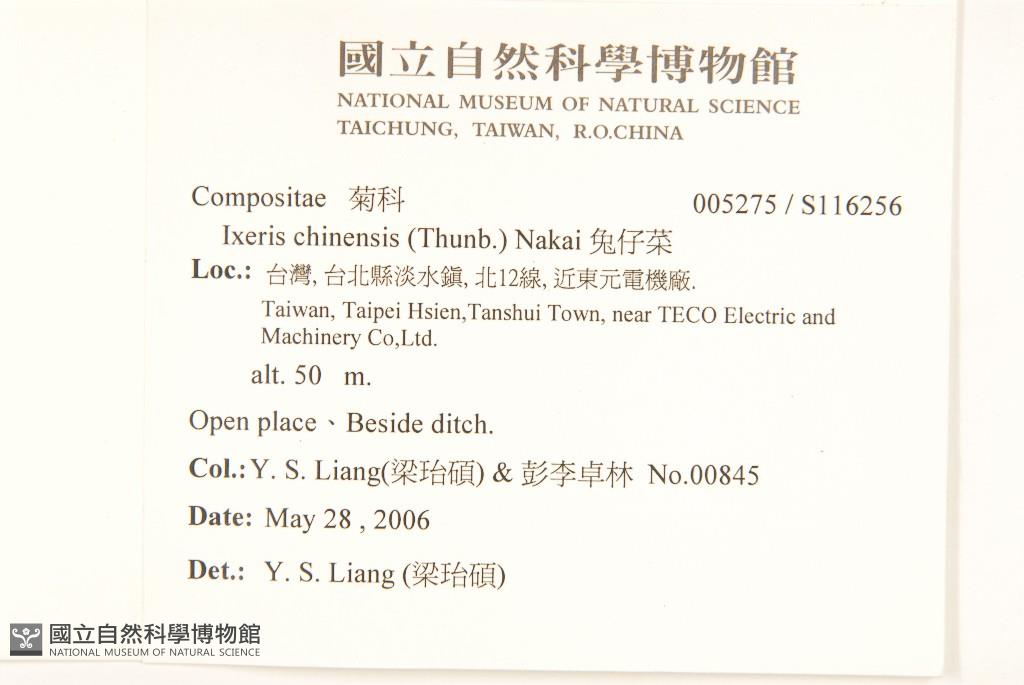 國立自然科學博物館
NATIONAL MUSEUM OF NATURAL SCIENCE
TAICHUNG, TAIWAN, R.O.CHINA
Compositae 菊科 005275 / S116256
Ixeris chinensis (Thunb.) Nakai 兔仔菜
Loc.: 台灣, 台北縣淡水鎮, 北12線, 近東元電機廠.
Taiwan, Taipei Hsien,Tanshui Town, near TECO Electric and
Machinery Co,Ltd.
alt. 50 m.
Open place、Beside ditch.
Col.: Y. S. Liang(梁珆碩) & 彭李卓林 No.00845
Date: May 28 , 2006
Det.: Y. S. Liang (梁珆碩)
國立自然科學博物館
NATIONAL MUSEUM OF NATURAL SCIENCE